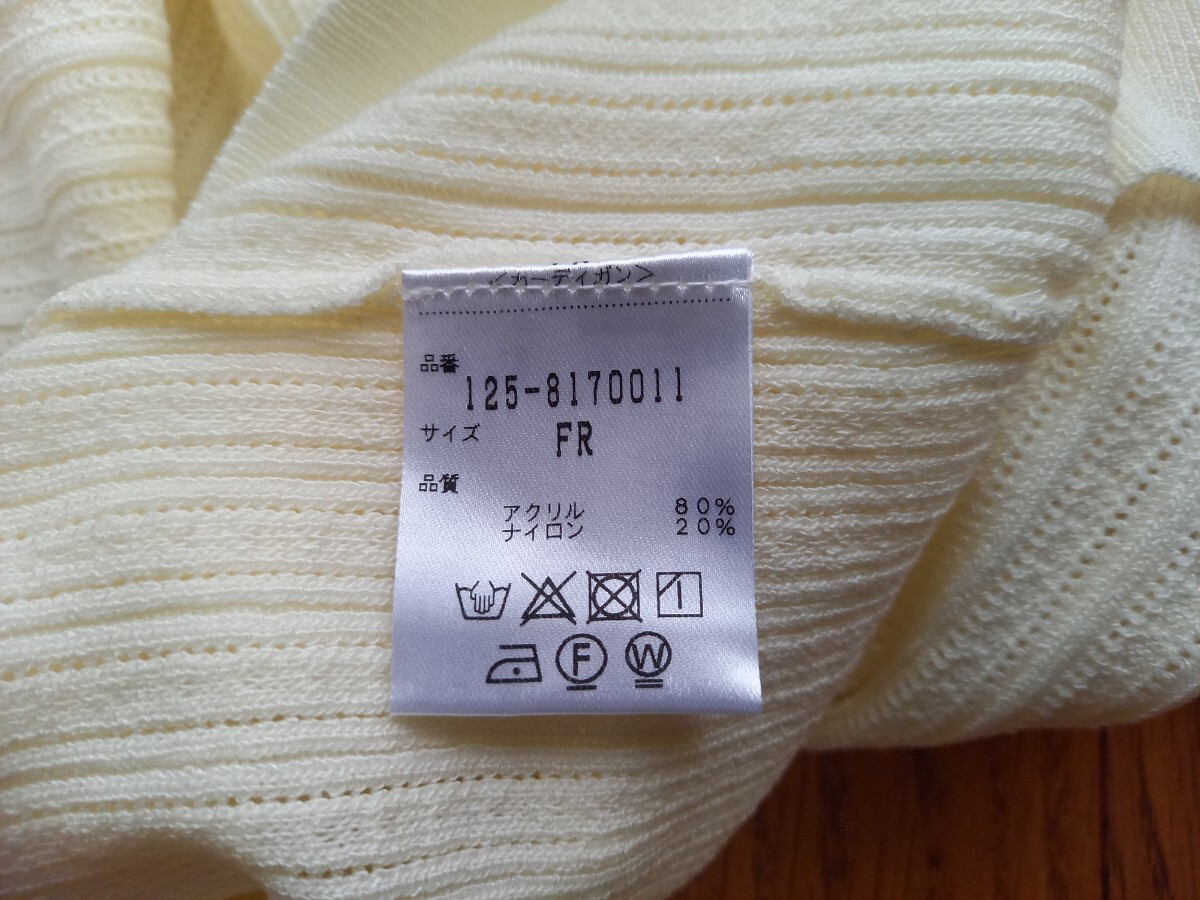 <カーディガン>
品番
125-8170011
サイズ FR
品質
アクリル 80%
ナイロン 20%
F W